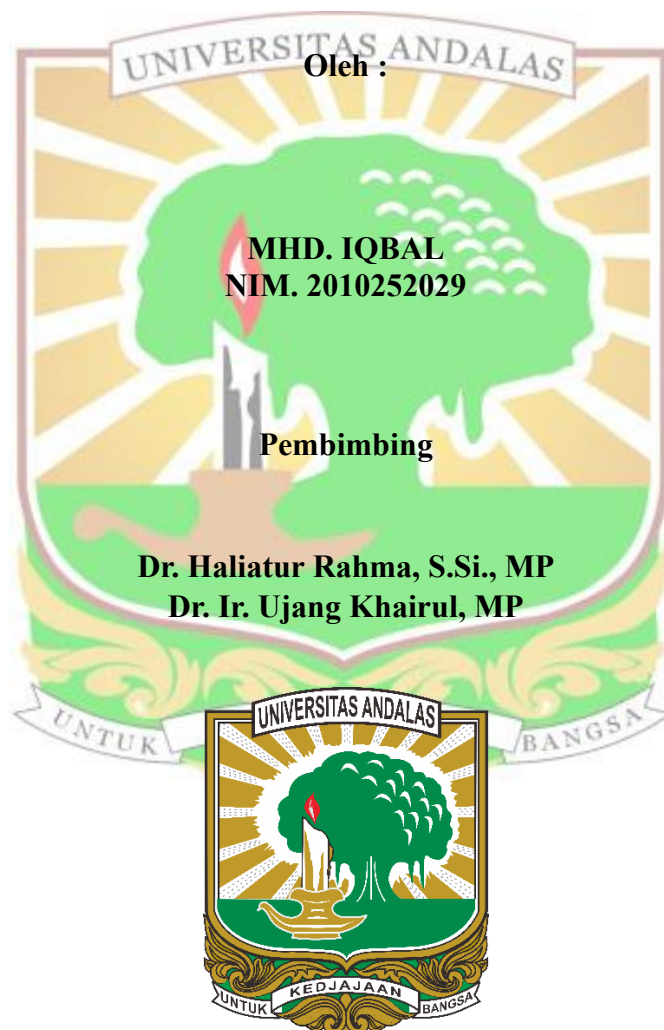 UNIVERSITAS ANDALAS
Oleh :
MHD. IQBAL
NIM. 2010252029
Pembimbing
Dr. Haliatur Rahma, S.Si., MP
Dr. Ir. Ujang Khairul, MP
UNTUK BANGSA
UNIVERSITAS ANDALAS
UNTUK KEDJAJAAN BANGSA